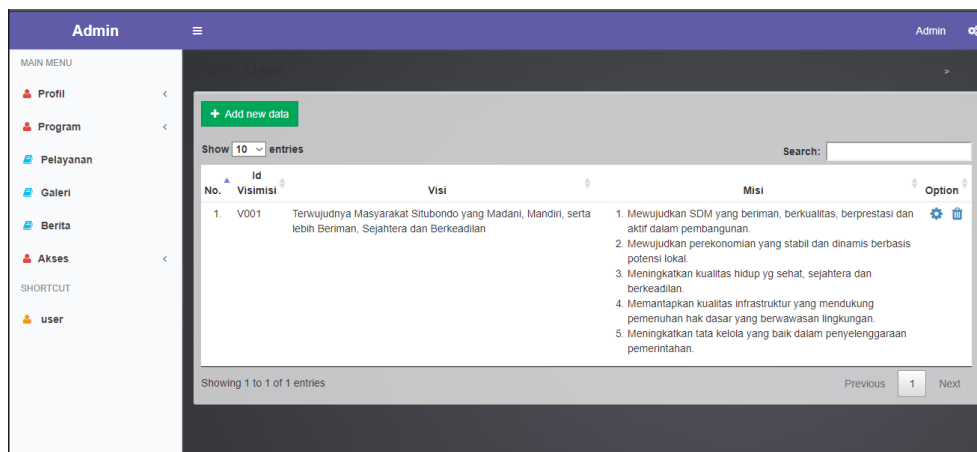 Admin
Admin
MAIN MENU
Panel User
>
Profil
Program
Pelayanan
Galeri
Berita
Akses
SHORTCUT
user
+ Add new data
Show 10 entries
Search:
No. Id Visimisi Visi Misi Option
1. V001
Terwujudnya Masyarakat Situbondo yang Madani, Mandiri, serta
lebih Beriman, Sejahtera dan Berkeadilan
1. Mewujudkan SDM yang beriman, berkualitas, berprestasi dan
aktif dalam pembangunan.
2. Mewujudkan perekonomian yang stabil dan dinamis berbasis
potensi lokal.
3. Meningkatkan kualitas hidup yg sehat, sejahtera dan
berkeadilan.
4. Memantapkan kualitas infrastruktur yang mendukung
pemenuhan hak dasar yang berwawasan lingkungan.
5. Meningkatkan tata kelola yang baik dalam penyelenggaraan
pemerintahan.
Showing 1 to 1 of 1 entries
Previous 1 Next